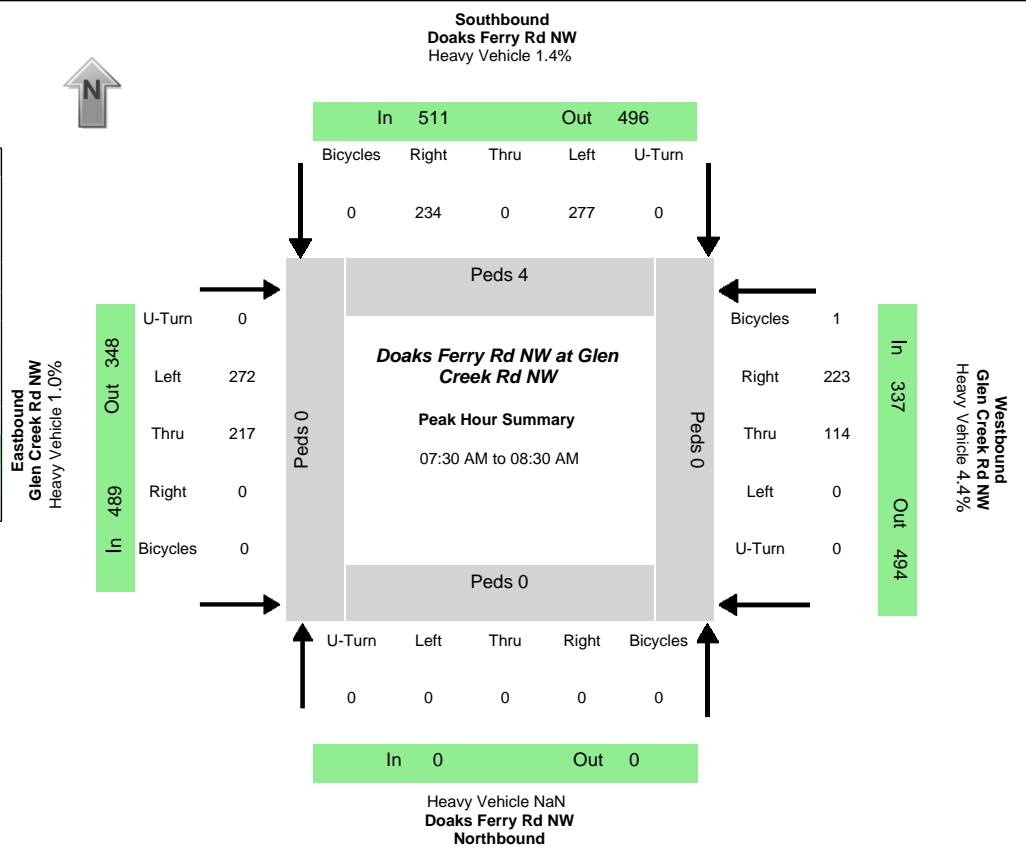 Southbound
Doaks Ferry Rd NW
Heavy Vehicle 1.4%
N
In 511 Out 496
Bicycles Right Thru Left U-Turn
0 234 0 277 0
Peds 4
Eastbound
Glen Creek Rd NW
Heavy Vehicle 1.0%
Out 348
In 489
U-Turn 0
Left 272
Thru 217
Right 0
Bicycles 0
Peds 0
Doaks Ferry Rd NW at Glen
Creek Rd NW
Peak Hour Summary
07:30 AM to 08:30 AM
Peds 0
Bicycles 1
Right 223
Thru 114
Left 0
U-Turn 0
In 337
Out 494
Westbound
Glen Creek Rd NW
Heavy Vehicle 4.4%
Peds 0
U-Turn Left Thru Right Bicycles
0 0 0 0 0
In 0 Out 0
Heavy Vehicle NaN
Doaks Ferry Rd NW
Northbound